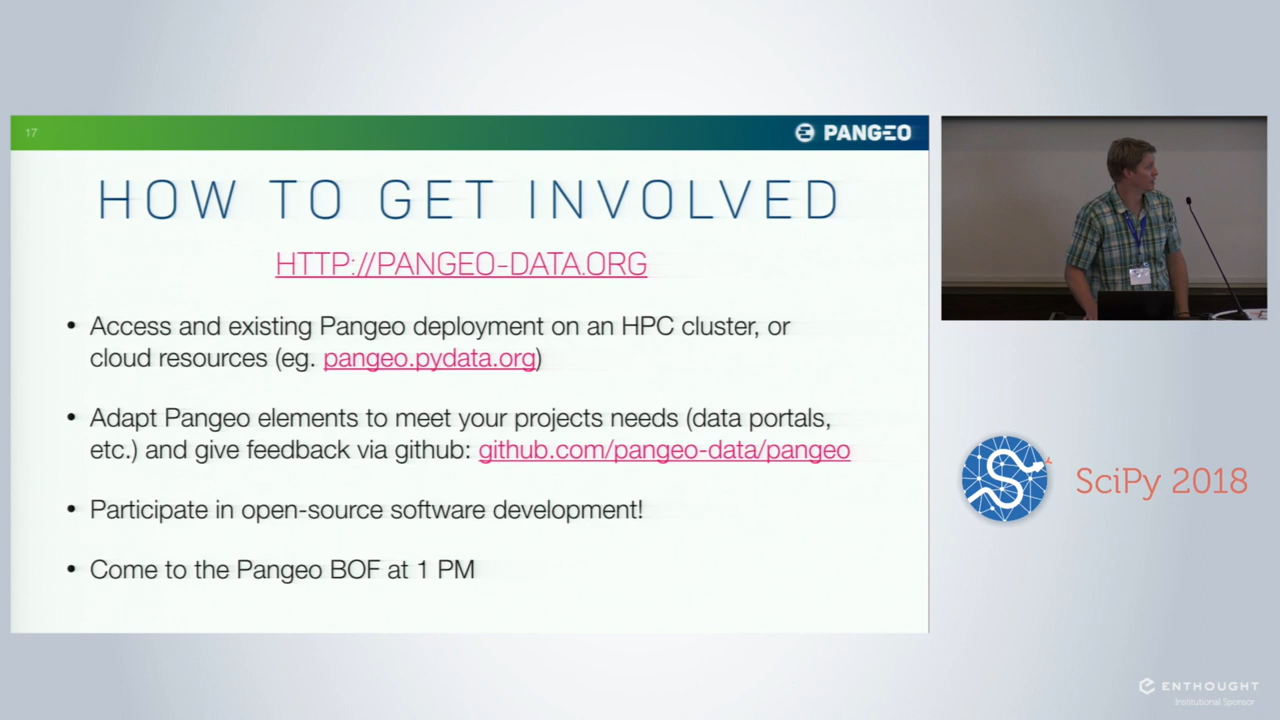 17
PANGEO
HOW TO GET INVOLVED
HTTP://PANGEO-DATA.ORG
• Access and existing Pangeo deployment on an HPC cluster, or
cloud resources (eg. pangeo.pydata.org)
• Adapt Pangeo elements to meet your projects needs (data portals,
etc.) and give feedback via github: github.com/pangeo-data/pangeo
• Participate in open-source software development!
• Come to the Pangeo BOF at 1 PM
SciPy 2018
ENTHOUGHT
Institutional Sponsor